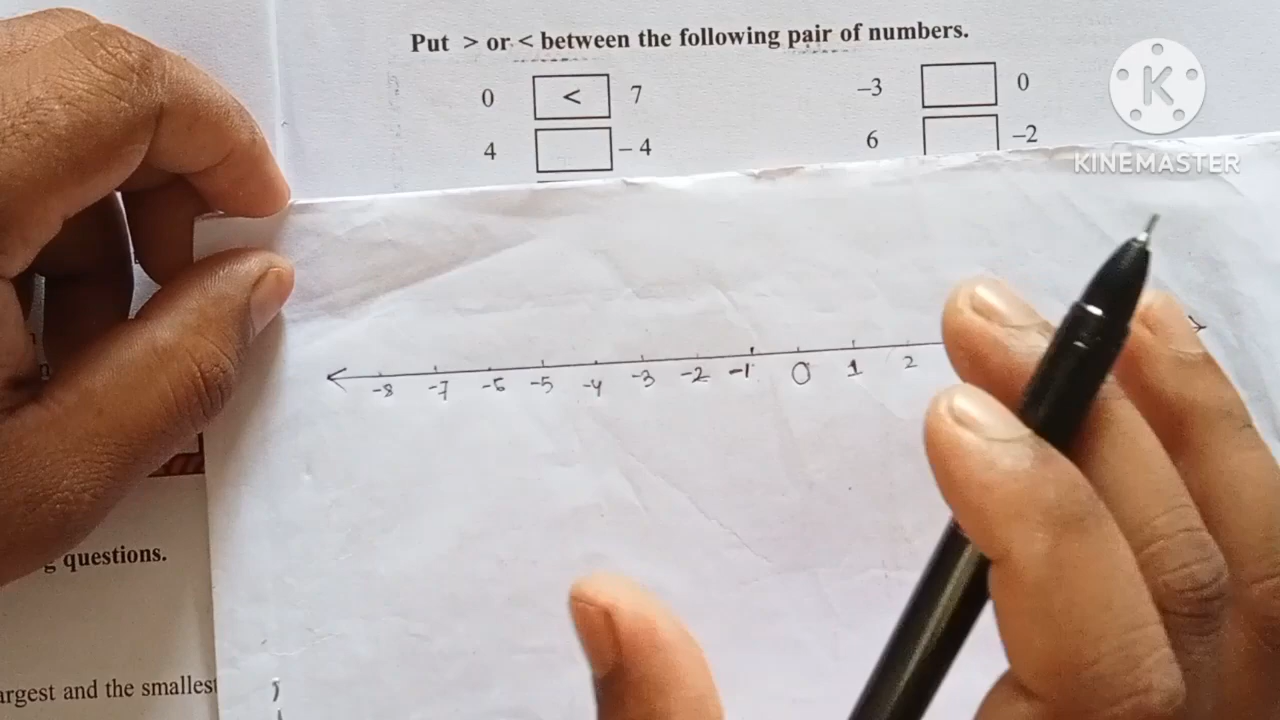 Put > or < between the following pair of numbers.
0 < 7 –3 0
4 – 4 6 –2
K
KINEMASTER
-8 -7 -6 -5 -4 -3 -2 -1 0 1 2
questions.
argest and the smallest